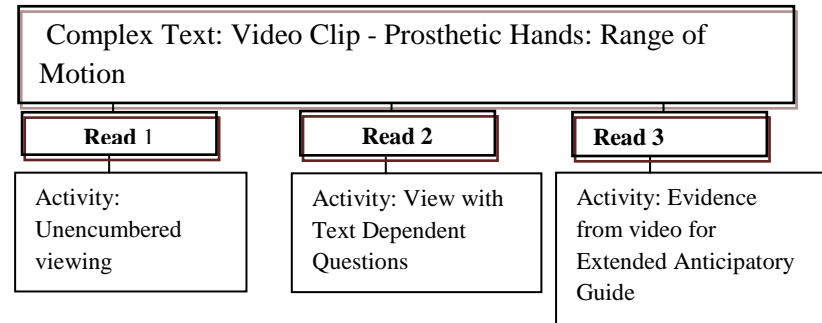 Complex Text: Video Clip - Prosthetic Hands: Range of
Motion
Read 1
Activity:
Unencumbered
viewing
Read 2
Activity: View with
Text Dependent
Questions
Read 3
Activity: Evidence
from video for
Extended Anticipatory
Guide